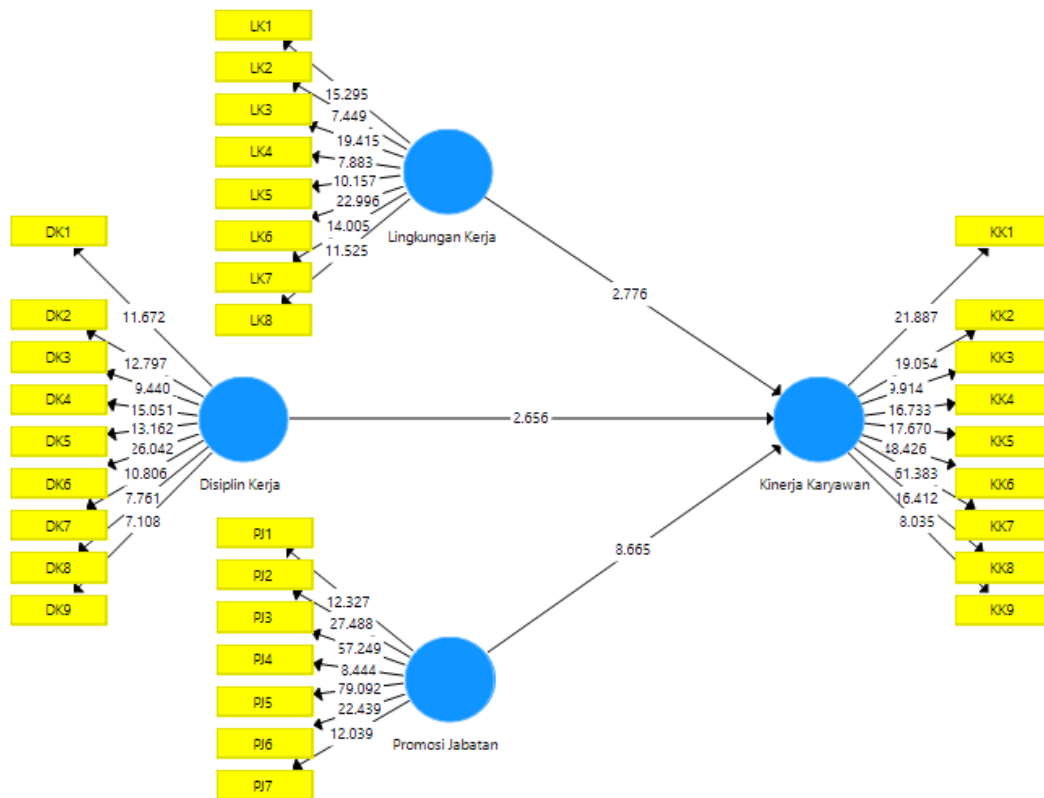 LK1
LK2
LK3
LK4
LK5
LK6
LK7
LK8
15.295
7.449
19.415
7.883
10.157
22.996
14.005
11.525
Lingkungan Kerja
2.776
DK1
DK2
DK3
DK4
DK5
DK6
DK7
DK8
DK9
11.672
12.797
9.440
15.051
13.162
26.042
10.806
7.761
7.108
Disiplin Kerja
2.656
PJ1
PJ2
PJ3
PJ4
PJ5
PJ6
PJ7
12.327
27.488
57.249
8.444
79.092
22.439
12.039
Promosi Jabatan
8.665
Kinerja Karyawan
21.887
19.054
9.914
16.733
17.670
48.426
61.383
16.412
8.035
KK1
KK2
KK3
KK4
KK5
KK6
KK7
KK8
KK9